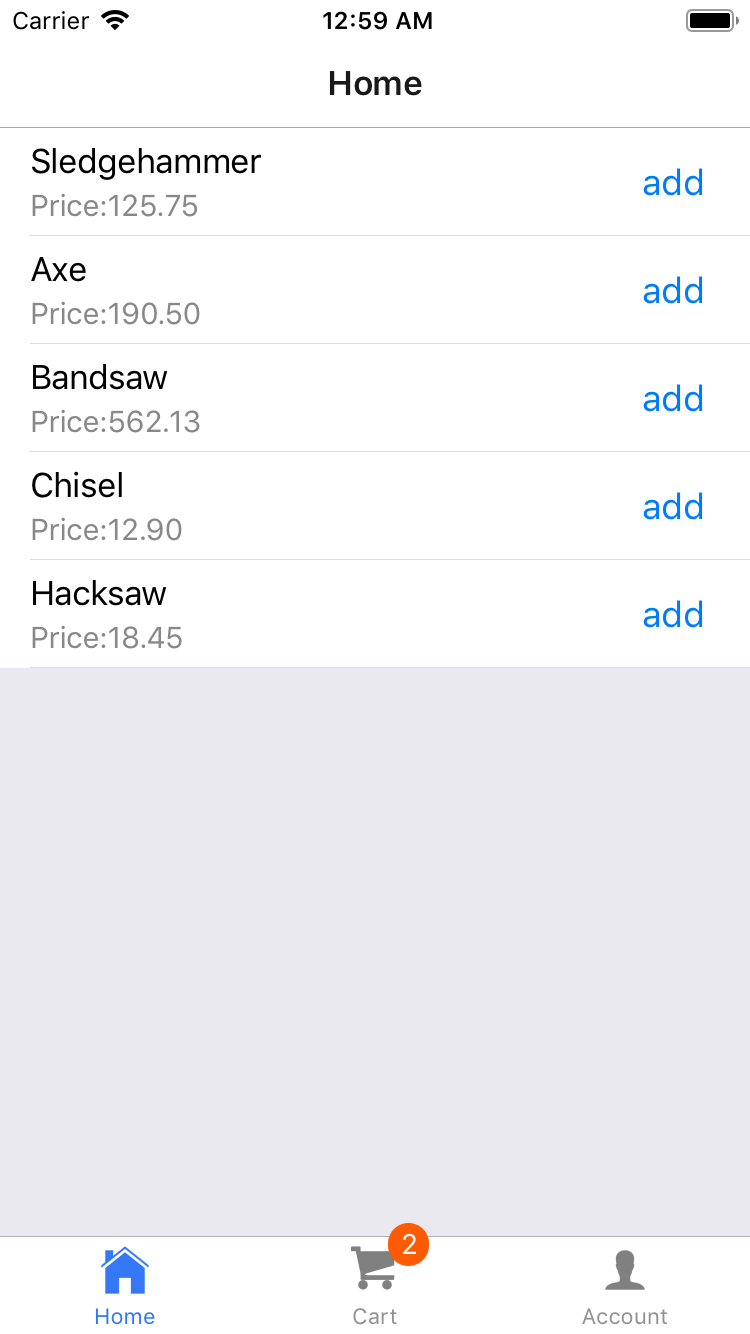 Carrier 12:59 AM
Home
Sledgehammer
add
Price:125.75
Axe
add
Price:190.50
Bandsaw
add
Price:562.13
Chisel
add
Price:12.90
Hacksaw
add
Price:18.45
2
Home Cart Account